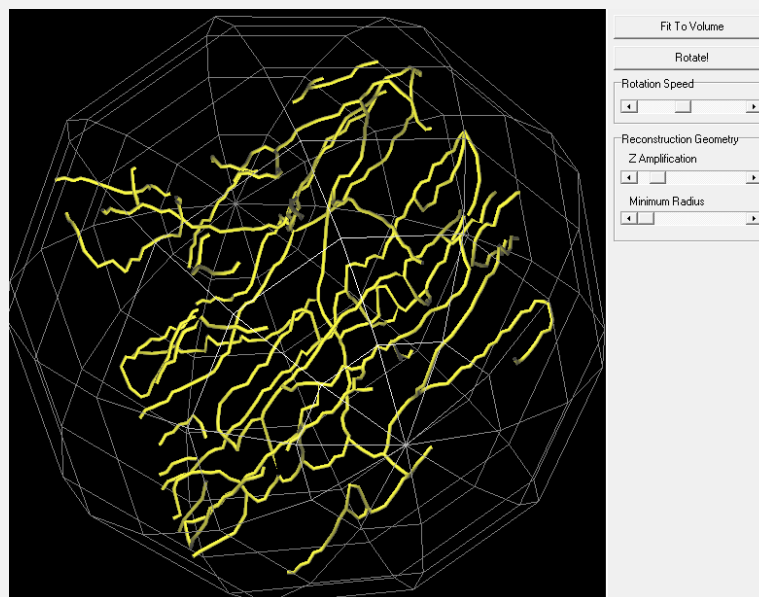 Fit To Volume
Rotate!
Rotation Speed
Reconstruction Geometry
Z Amplification
Minimum Radius